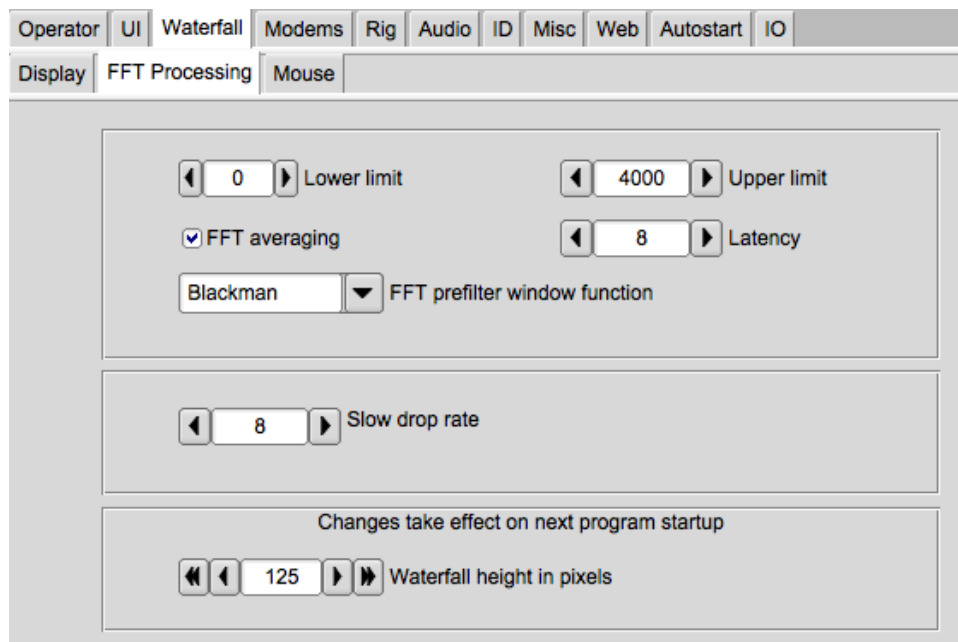 Operator UI Waterfall Modems Rig Audio ID Misc Web Autostart IO
Display FFT Processing Mouse
0 Lower limit 4000 Upper limit
FFT averaging 8 Latency
Blackman FFT prefilter window function
8 Slow drop rate
Changes take effect on next program startup
125 Waterfall height in pixels